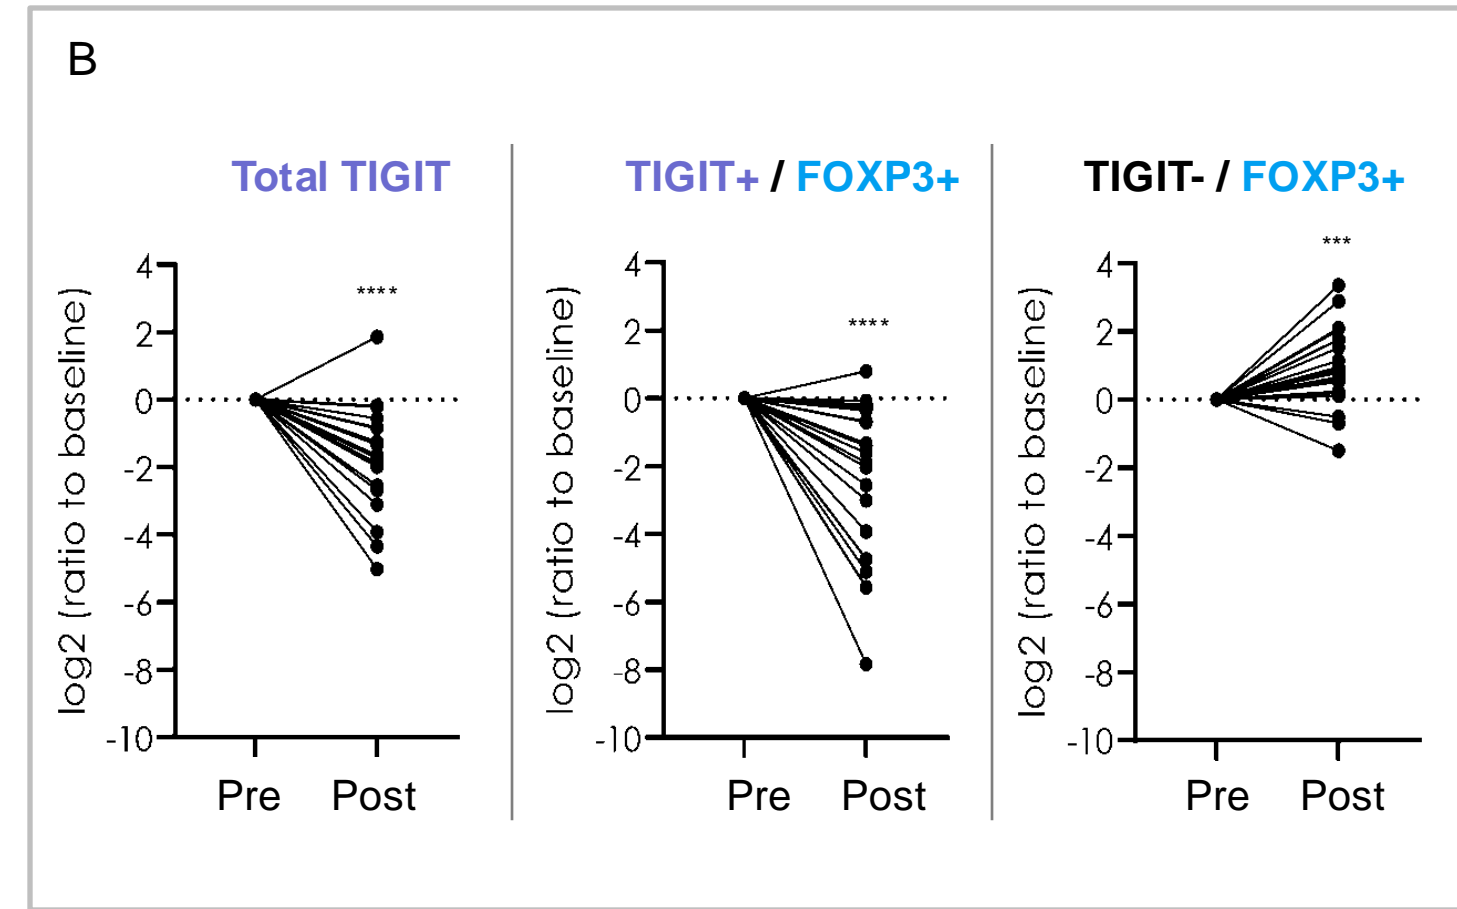 B
Total TIGIT
TIGIT+ / FOXP3+
TIGIT- / FOXP3+
log2 (ratio to baseline)
4
2
0
-2
-4
-6
-8
-10
****
Pre Post
log2 (ratio to baseline)
4
2
0
-2
-4
-6
-8
-10
****
Pre Post
log2 (ratio to baseline)
4
2
0
-2
-4
-6
-8
-10
***
Pre Post